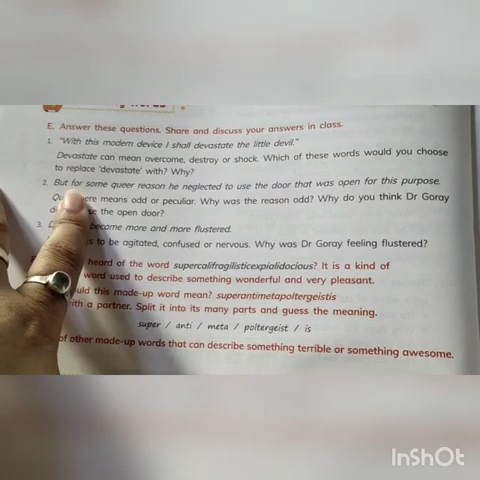 E. Answer these questions. Share and discuss your answers in class.
1. "With this modern device I shall devastate the little devil."
Devastate can mean overcome, destroy or shock. Which of these words would you choose
to replace 'devastate' with? Why?
2. But for some queer reason he neglected to use the door that was open for this purpose.
here means odd or peculiar. Why was the reason odd? Why do you think Dr Goray
the open door?
3. became more and more flustered.
to be agitated, confused or nervous. Why was Dr Goray feeling flustered?
heard of the word supercalifragilisticexpialidocious? It is a kind of
word used to describe something wonderful and very pleasant.
this made-up word mean? superantimetapoltergeistis
with a partner. Split it into its many parts and guess the meaning.
super / anti / meta / poltergeist / is
of other made-up words that can describe something terrible or something awesome.
InShOt